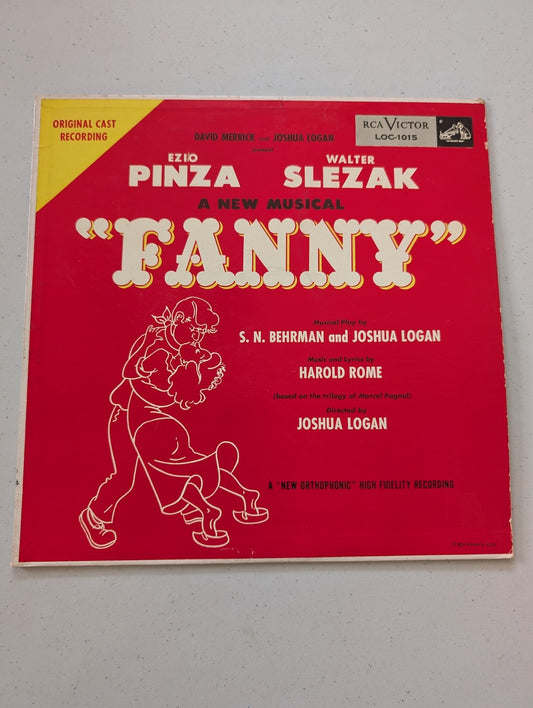 ORIGINAL CAST
RECORDING
DAVID MERRICK and JOSHUA LOGAN
present
RCA VICTOR
LOC-1015
EZIO
PINZA
WALTER
SLEZAK
A NEW MUSICAL
"FANNY"
Musical Play by
S. N. BEHRMAN and JOSHUA LOGAN
Music and Lyrics by
HAROLD ROME
(based on the trilogy of Marcel Pagnol)
Directed by
JOSHUA LOGAN
A "NEW ORTHOPHONIC" HIGH FIDELITY RECORDING